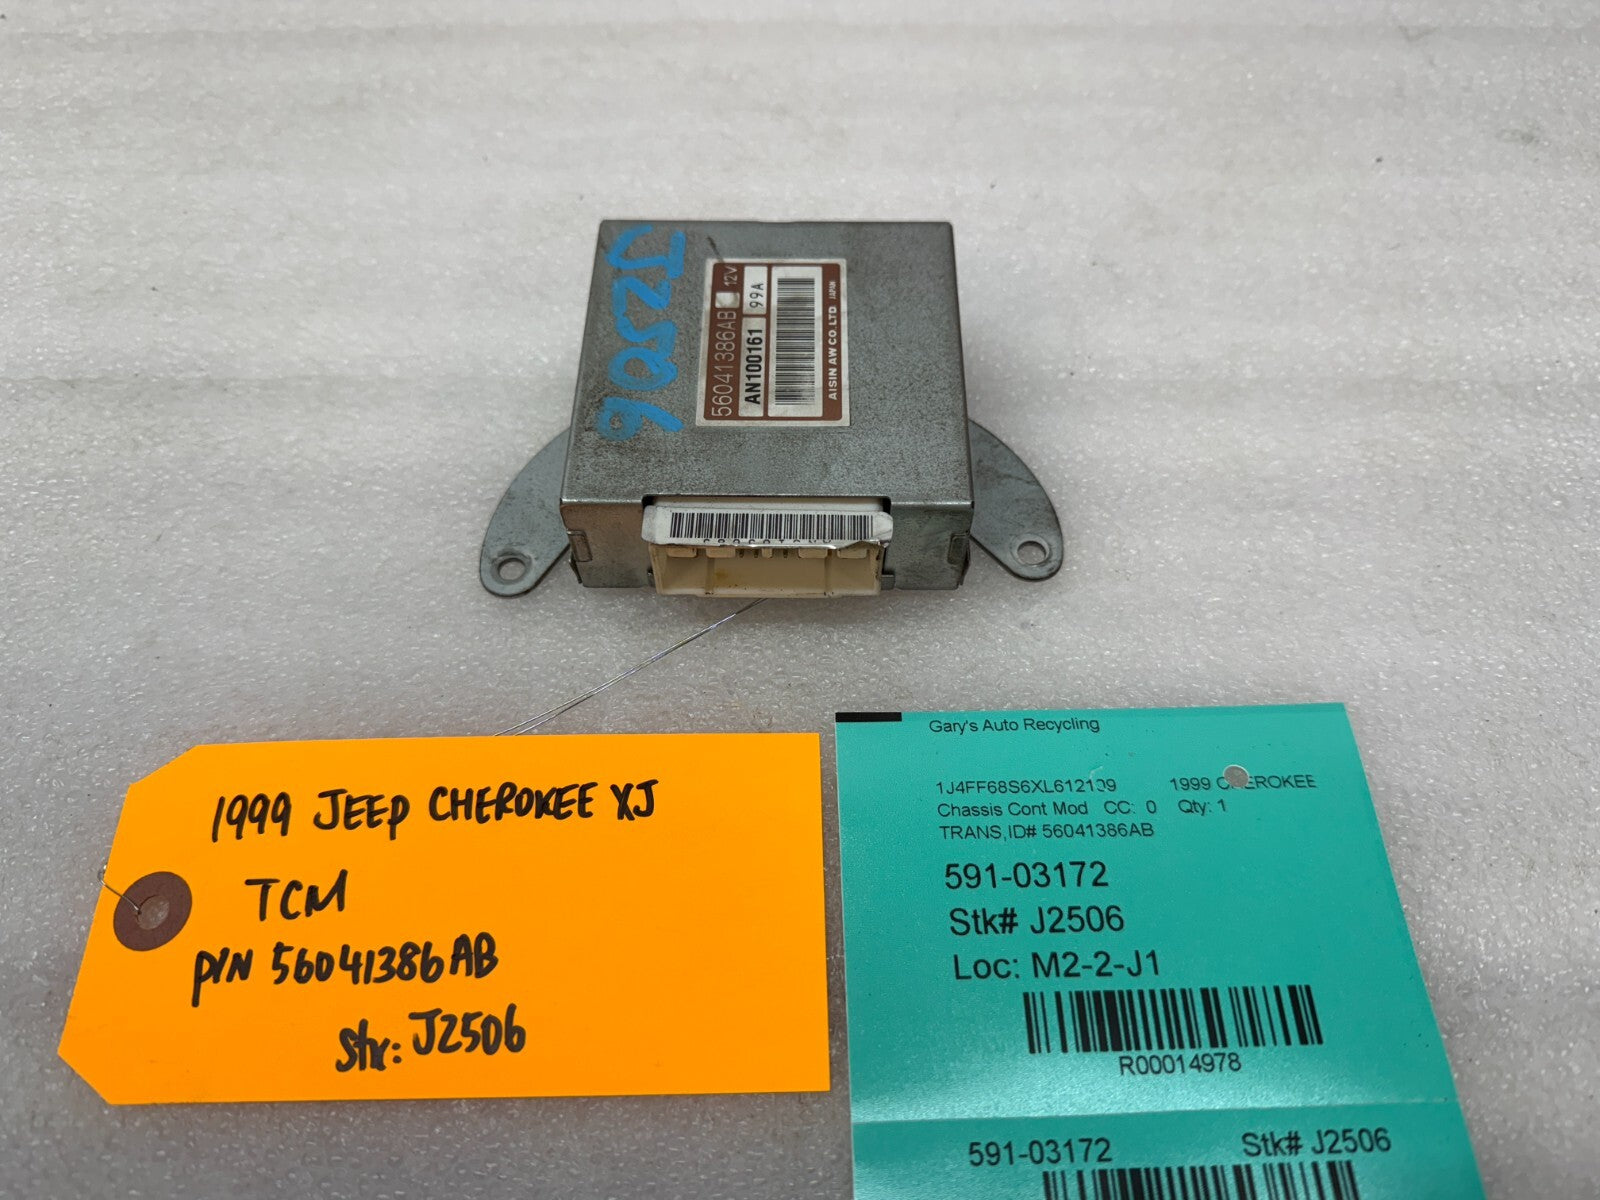 J2506
56041386AB 12V
AN100161 99A
AISIN AW CO.,LTD JAPAN
1999 JEEP CHEROKEE XJ
TCM
P/N 56041386AB
Stk: J2506
Gary's Auto Recycling
1J4FF68S6XL612109 1999 CHEROKEE
Chassis Cont Mod CC: 0 Qty: 1
TRANS,ID# 56041386AB
591-03172
Stk# J2506
Loc: M2-2-J1
R00014978
591-03172 Stk# J2506